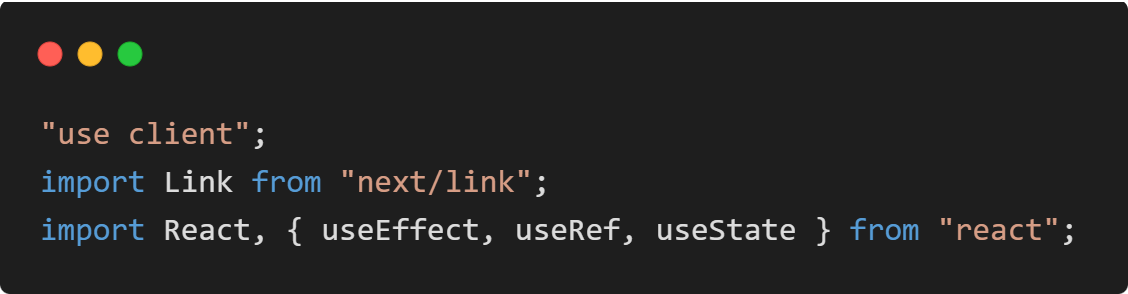 "use client";
import Link from "next/link";
import React, { useEffect, useRef, useState } from "react";